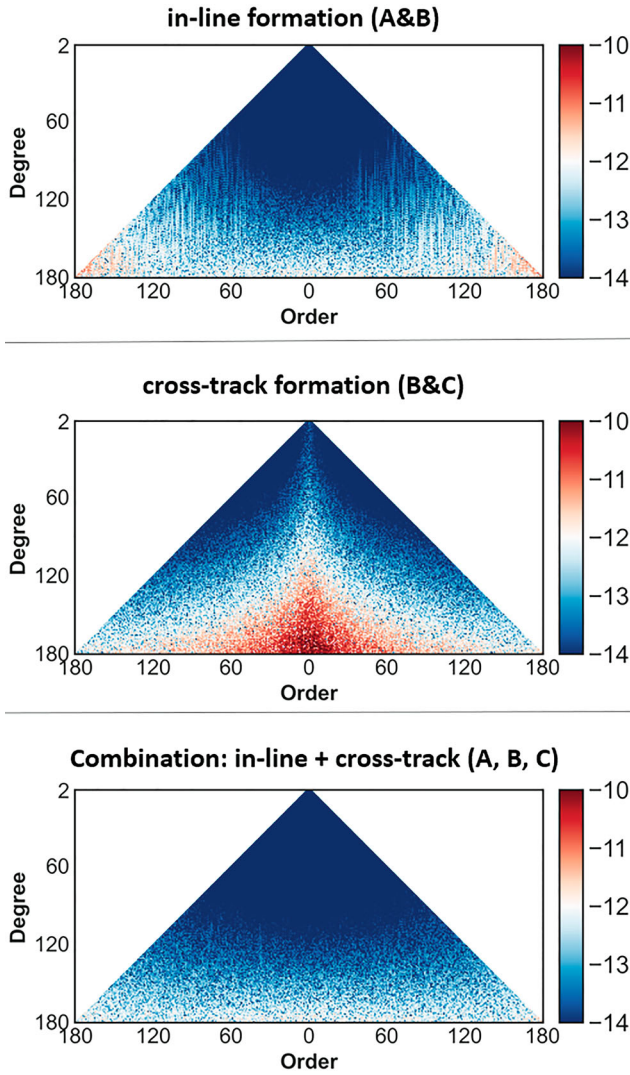 in-line formation (A&B)
2
60
120
180
Degree
180 120 60 0 60 120 180
Order
−10
−11
−12
−13
−14
cross-track formation (B&C)
2
60
120
180
Degree
180 120 60 0 60 120 180
Order
−10
−11
−12
−13
−14
Combination: in-line + cross-track (A, B, C)
2
60
120
180
Degree
180 120 60 0 60 120 180
Order
−10
−11
−12
−13
−14